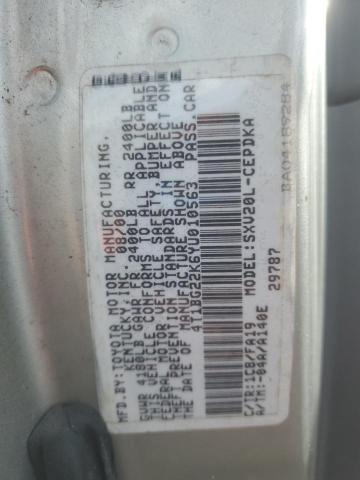 MFD.BY:TOYOTA MOTOR MANUFACTURING,
KENTUCKY,INC. 08/00
GVWR 4180LB GAWR FR 2400LB RR 2400LB
THIS VEHICLE CONFORMS TO ALL APPLICABLE
FEDERAL MOTOR VEHICLE SAFETY, BUMPER AND
THEFT PREVENTION STANDARDS IN EFFECT ON
THE DATE OF MANUFACTURE SHOWN ABOVE.
4T1BG22K6YU010563 PASS.CAR
C/TR:1C8/FA19 MODEL:SXV20L-CEPDKA
A/TM:-04A/A140E 29787
BA04189284